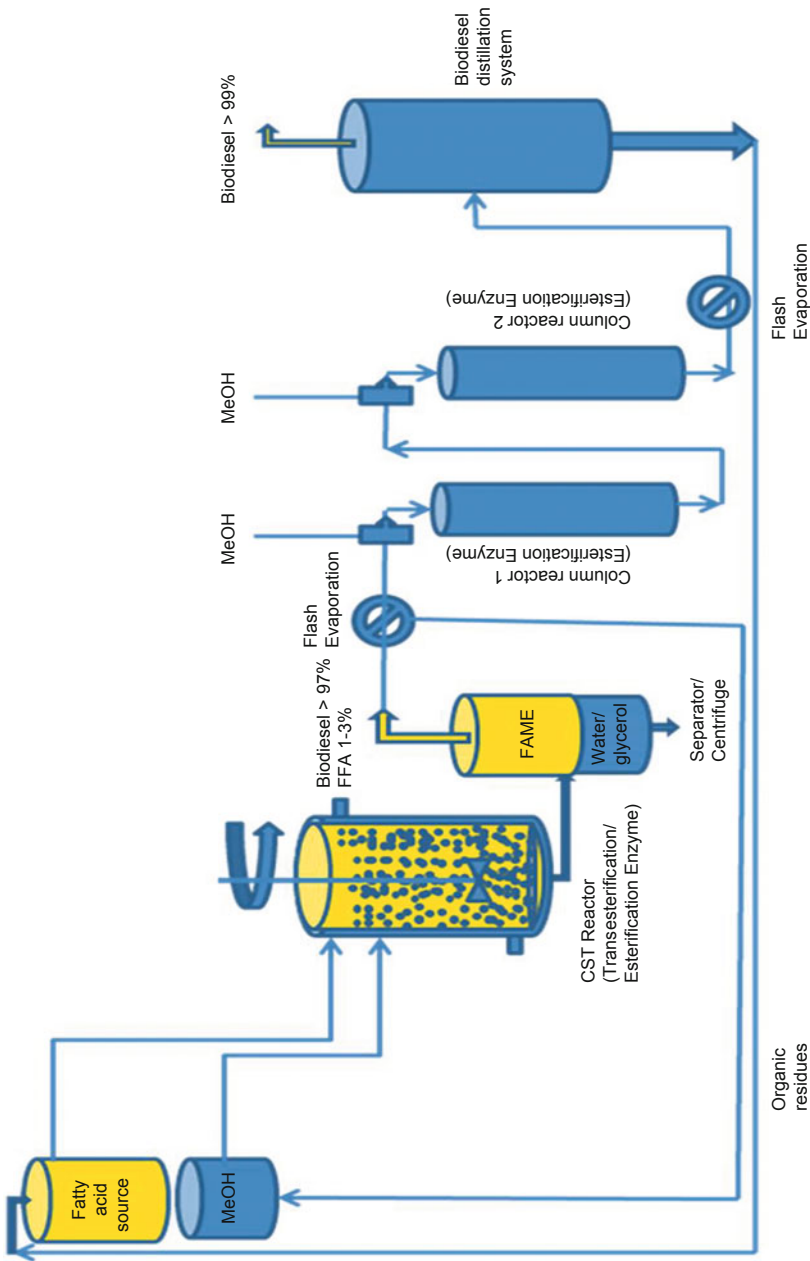 Fatty
acid
source
MeOH
CST Reactor
(Transesterification/
Esterification Enzyme)
Biodiesel > 97%
FFA 1-3%
FAME
Water/
glycerol
Separator/
Centrifuge
Flash
Evaporation
MeOH
Column reactor 1
(Esterification Enzyme)
MeOH
Column reactor 2
(Esterification Enzyme)
Flash
Evaporation
Biodiesel > 99%
Biodiesel
distillation
system
Organic
residues